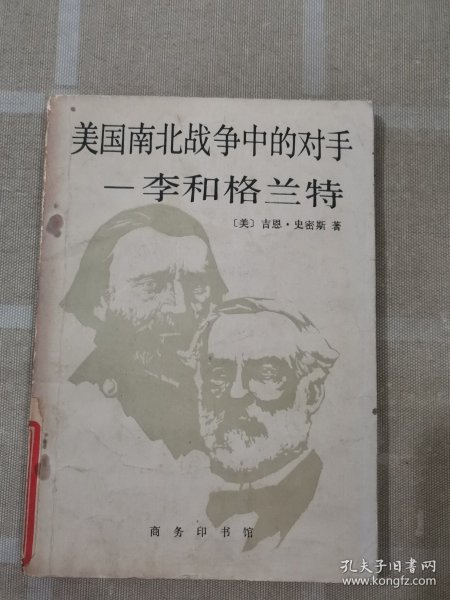 美国南北战争中的对手
—李和格兰特
〔美〕吉恩·史密斯 著
商务印书馆
孔夫子旧书网
www.kongfz.com